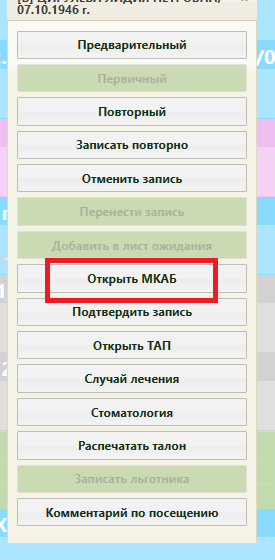 07.10.1946 г.
Предварительный
Первичный
Повторный
Записать повторно
Отменить запись
Перенести запись
Добавить в лист ожидания
Открыть МКАБ
Подтвердить запись
Открыть ТАП
Случай лечения
Стоматология
Распечатать талон
Записать льготника
Комментарий по посещению